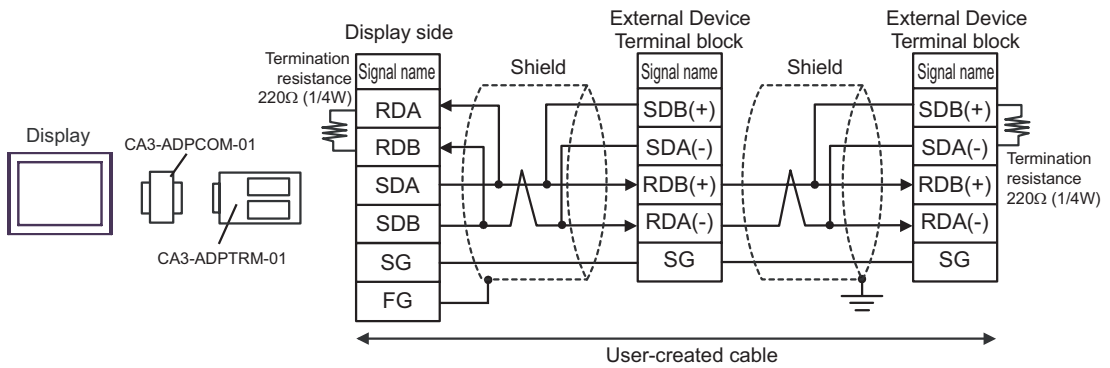 Display
CA3-ADPCOM-01
CA3-ADPTRM-01
Termination
resistance
220Ω (1/4W)
Display side
Signal name
RDA
RDB
SDA
SDB
SG
FG
Shield
External Device
Terminal block
Signal name
SDB(+)
SDA(-)
RDB(+)
RDA(-)
SG
Shield
External Device
Terminal block
Signal name
SDB(+)
SDA(-)
RDB(+)
RDA(-)
SG
Termination
resistance
220Ω (1/4W)
User-created cable